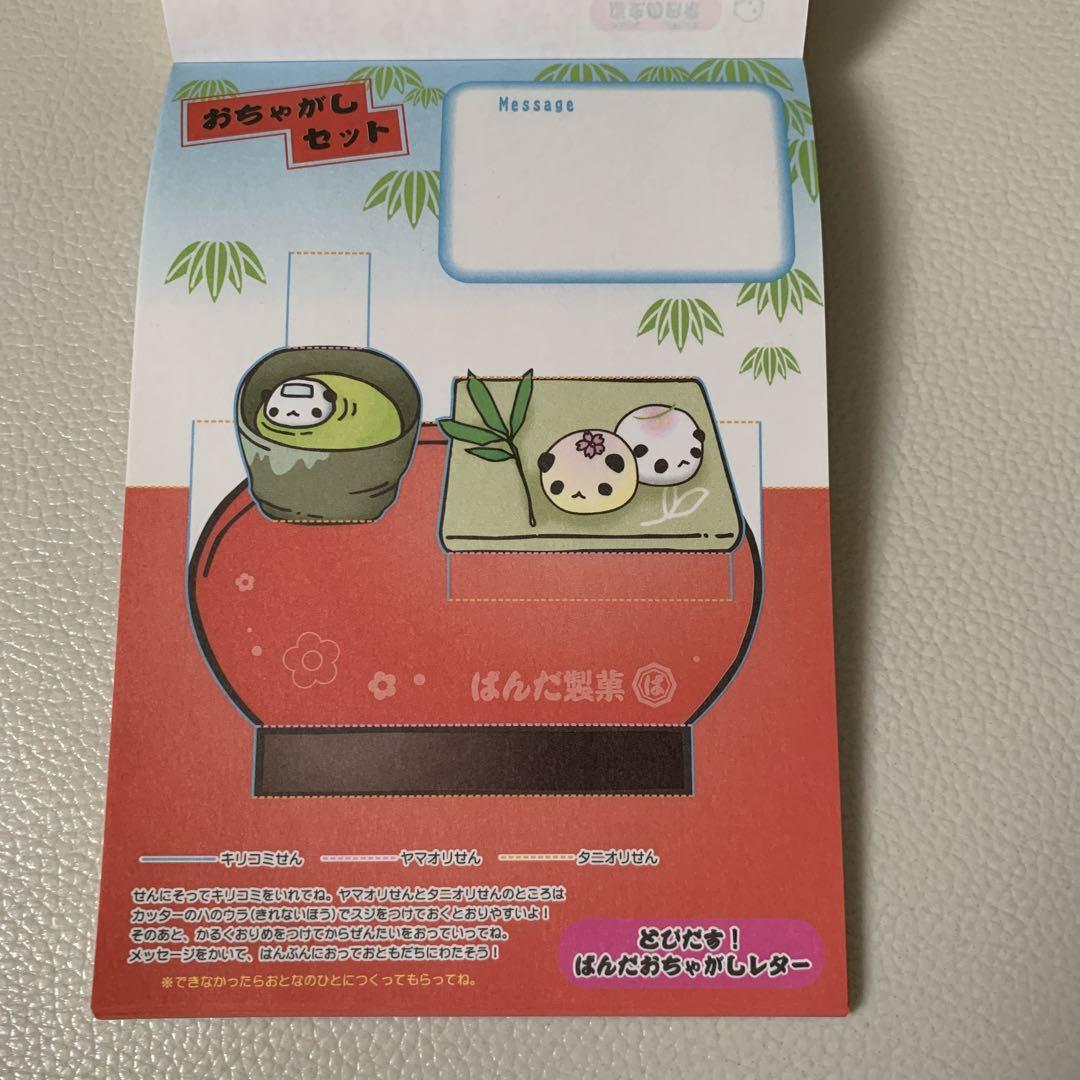 おちゃがし
セット
Message
ぱんだ製菓 ぱ
キリコミせん ヤマオリせん タニオリせん
せんにそってキリコミをいれてね。ヤマオリせんとタニオリせんのところは
カッターのハのウラ(きれないほう)でスジをつけておくとおりやすいよ!
そのあと、かるくおりめをつけてからぜんたいをおっていってね。
メッセージをかいて、はんぶんにおっておともだちにわたそう!
※できなかったらおとなのひとにつくってもらってね。
とびだす!
ぱんだおちゃがしレター